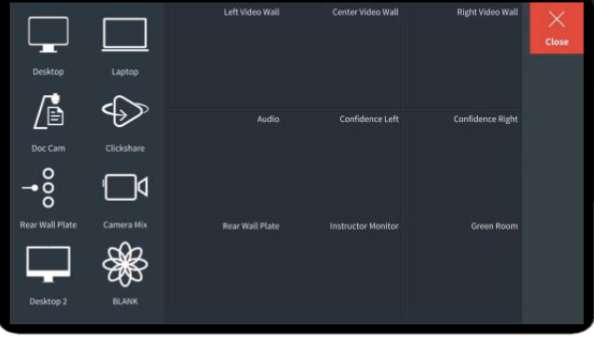 Left Video Wall
Center Video Wall
Right Video Wall
Close
Desktop
Laptop
Audio
Confidence Left
Confidence Right
Doc Cam
Clickshare
Rear Wall Plate
Camera Mix
Rear Wall Plate
Instructor Monitor
Green Room
Desktop 2
BLANK